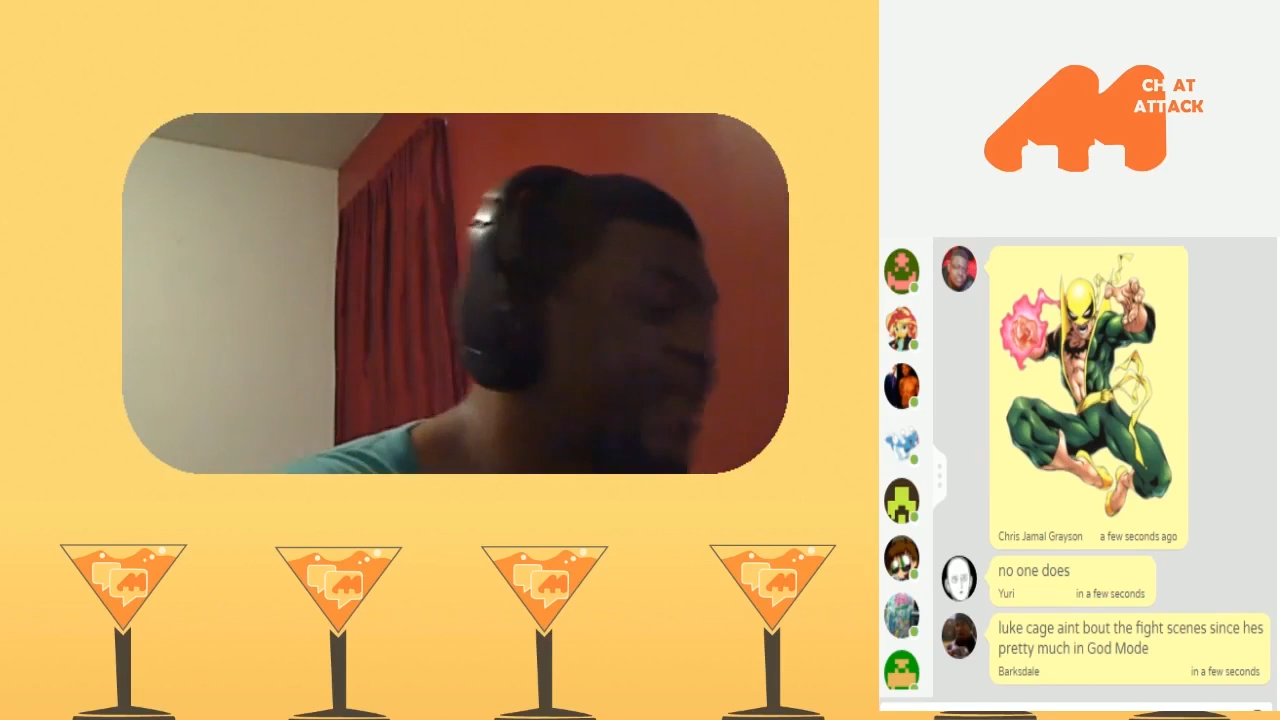 CHAT
ATTACK
Chris Jamal Grayson a few seconds ago
no one does
Yuri in a few seconds
luke cage aint bout the fight scenes since hes
pretty much in God Mode
Barksdale in a few seconds